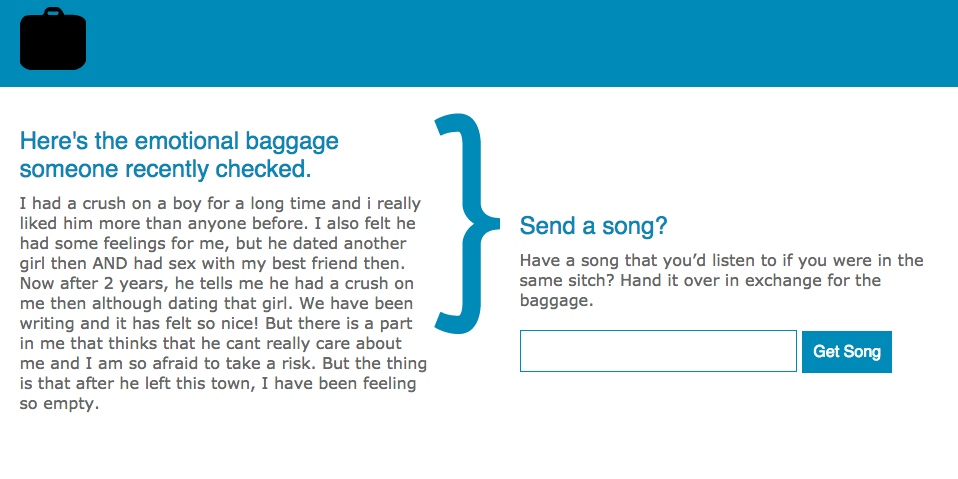 Here's the emotional baggage
someone recently checked.
I had a crush on a boy for a long time and i really
liked him more than anyone before. I also felt he
had some feelings for me, but he dated another
girl then AND had sex with my best friend then.
Now after 2 years, he tells me he had a crush on
me then although dating that girl. We have been
writing and it has felt so nice! But there is a part
in me that thinks that he cant really care about
me and I am so afraid to take a risk. But the thing
is that after he left this town, I have been feeling
so empty.
Send a song?
Have a song that you’d listen to if you were in the
same sitch? Hand it over in exchange for the
baggage.
Get Song